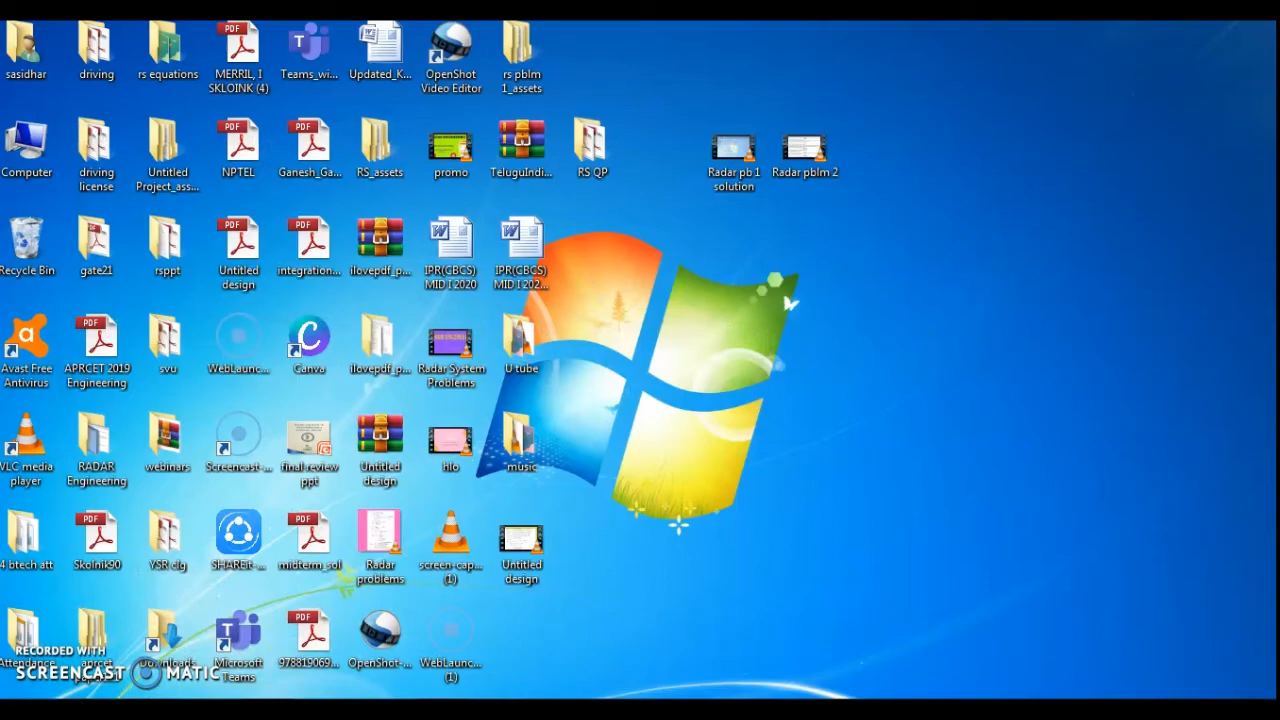 sasidhar
driving
rs equations
MERRIL, I
SKLOINK (4)
Teams_wi...
Updated_K...
OpenShot
Video Editor
rs pblm
1_assets
Computer
driving
license
Untitled
Project_ass...
NPTEL
Ganesh_Ga...
RS_assets
promo
TeluguIndi...
RS QP
Radar pb 1
solution
Radar pblm 2
Recycle Bin
gate21
rsppt
Untitled
design
integration...
ilovepdf_p...
IPR(CBCS)
MID I 2020
IPR(CBCS)
MID I 202...
Avast Free
Antivirus
APRCET 2019
Engineering
svu
WebLaunc...
Canva
ilovepdf_p...
Radar System
Problems
U tube
VLC media
player
RADAR
Engineering
webinars
Screencast-...
final review
ppt
Untitled
design
hlo
music
4 btech att
Skolnik90
YSR clg
SHAREit-...
midterm_sol
Radar
problems
screen-cap...
(1)
Untitled
design
Attendance
aprcet
Downloads
Microsoft
Teams
978819069...
OpenShot-...
WebLaunc...
(1)
RECORDED WITH
SCREENCAST MATIC